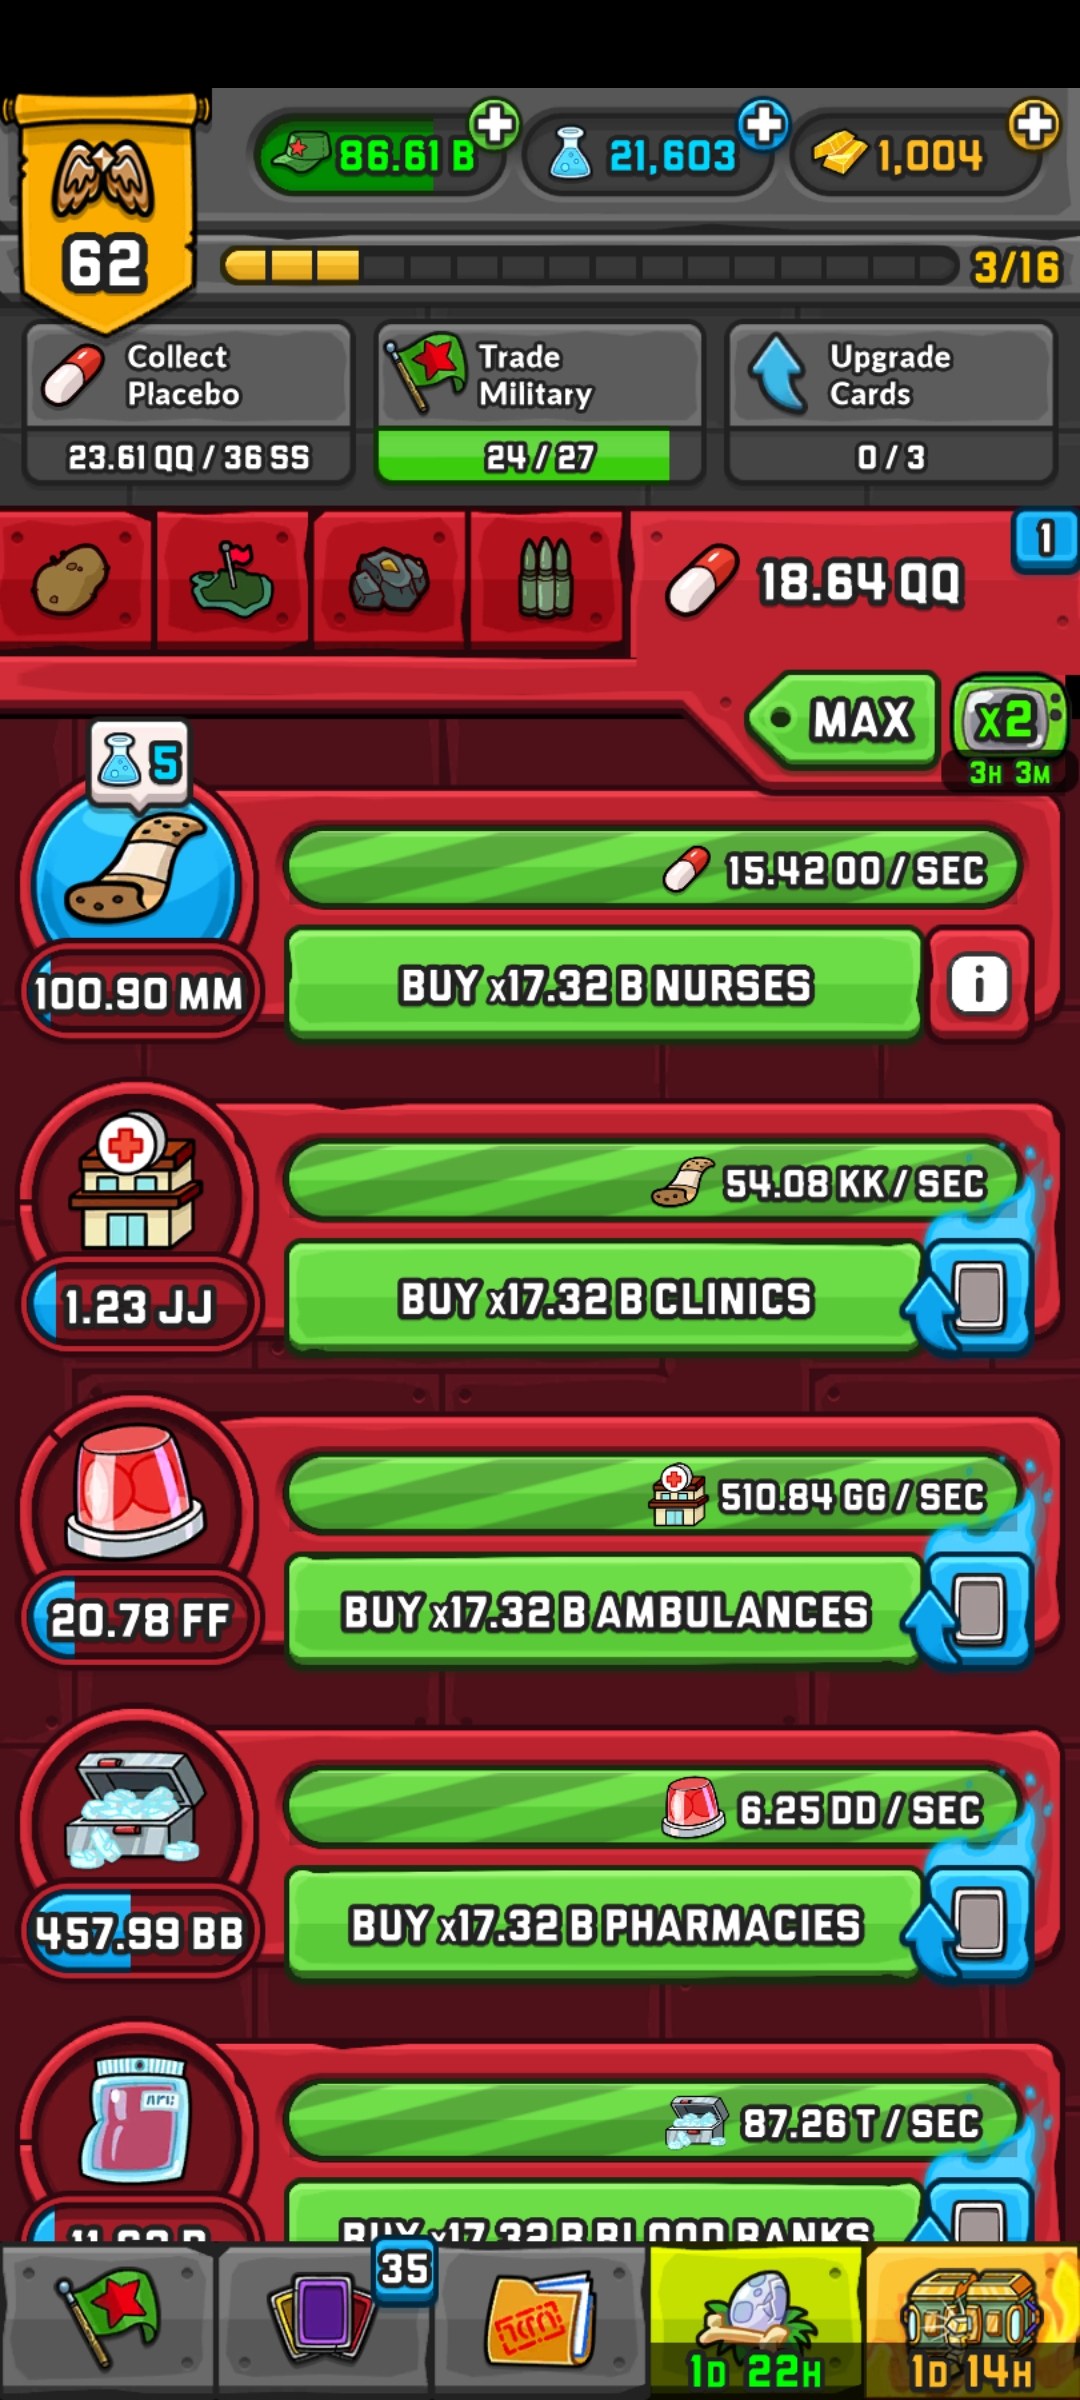 62
86.61 B
21,603
1,004
3/16
Collect
Placebo
23.61 QQ / 36 SS
Trade
Military
24 / 27
Upgrade
Cards
0 / 3
18.64 QQ
1
MAX
x2
3H 3M
5
15.42 OO / SEC
100.90 MM
BUY x17.32 B NURSES
i
54.08 KK / SEC
1.23 JJ
BUY x17.32 B CLINICS
510.84 GG / SEC
20.78 FF
BUY x17.32 B AMBULANCES
6.25 DD / SEC
457.99 BB
BUY x17.32 B PHARMACIES
87.26 T / SEC
BUY x17.32 B BLOOD BANKS
35
1D 22H
1D 14H